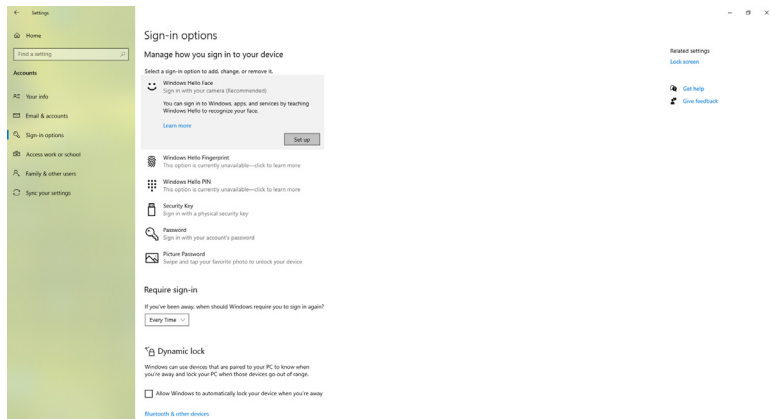 Settings
Home
Find a setting
Accounts
Your info
Email & accounts
Sign-in options
Access work or school
Family & other users
Sync your settings
Sign-in options
Manage how you sign in to your device
Select a sign-in option to add, change, or remove it.
Windows Hello Face
Sign in with your camera (Recommended)
You can sign in to Windows, apps, and services by teaching
Windows Hello to recognize your face.
Learn more
Set up
Windows Hello Fingerprint
This option is currently unavailable—click to learn more
Windows Hello PIN
This option is currently unavailable—click to learn more
Security Key
Sign in with a physical security key
Password
Sign in with your account's password
Picture Password
Swipe and tap your favorite photo to unlock your device
Require sign-in
If you've been away, when should Windows require you to sign in again?
Every Time
Dynamic lock
Windows can use devices that are paired to your PC to know when
you're away and lock your PC when those devices go out of range.
Allow Windows to automatically lock your device when you're away
Bluetooth & other devices
Related settings
Lock screen
Get help
Give feedback